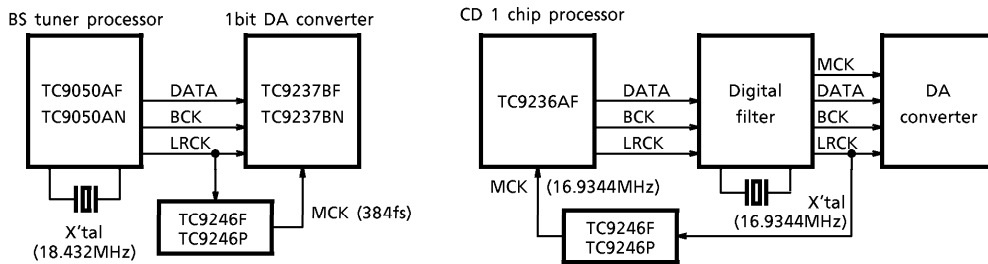 BS tuner processor
1bit DA converter
TC9050AF
TC9050AN
DATA
BCK
LRCK
TC9237BF
TC9237BN
X'tal
(18.432MHz)
TC9246F
TC9246P
MCK (384fs)
CD 1 chip processor
TC9236AF
DATA
BCK
LRCK
Digital
filter
MCK
DATA
BCK
LRCK
DA
converter
MCK (16.9344MHz)
X'tal
(16.9344MHz)
TC9246F
TC9246P